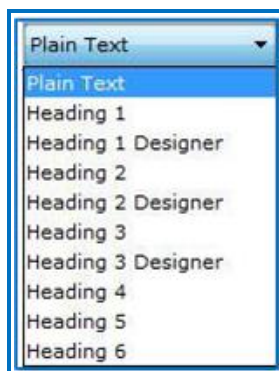 Plain Text
Plain Text
Heading 1
Heading 1 Designer
Heading 2
Heading 2 Designer
Heading 3
Heading 3 Designer
Heading 4
Heading 5
Heading 6